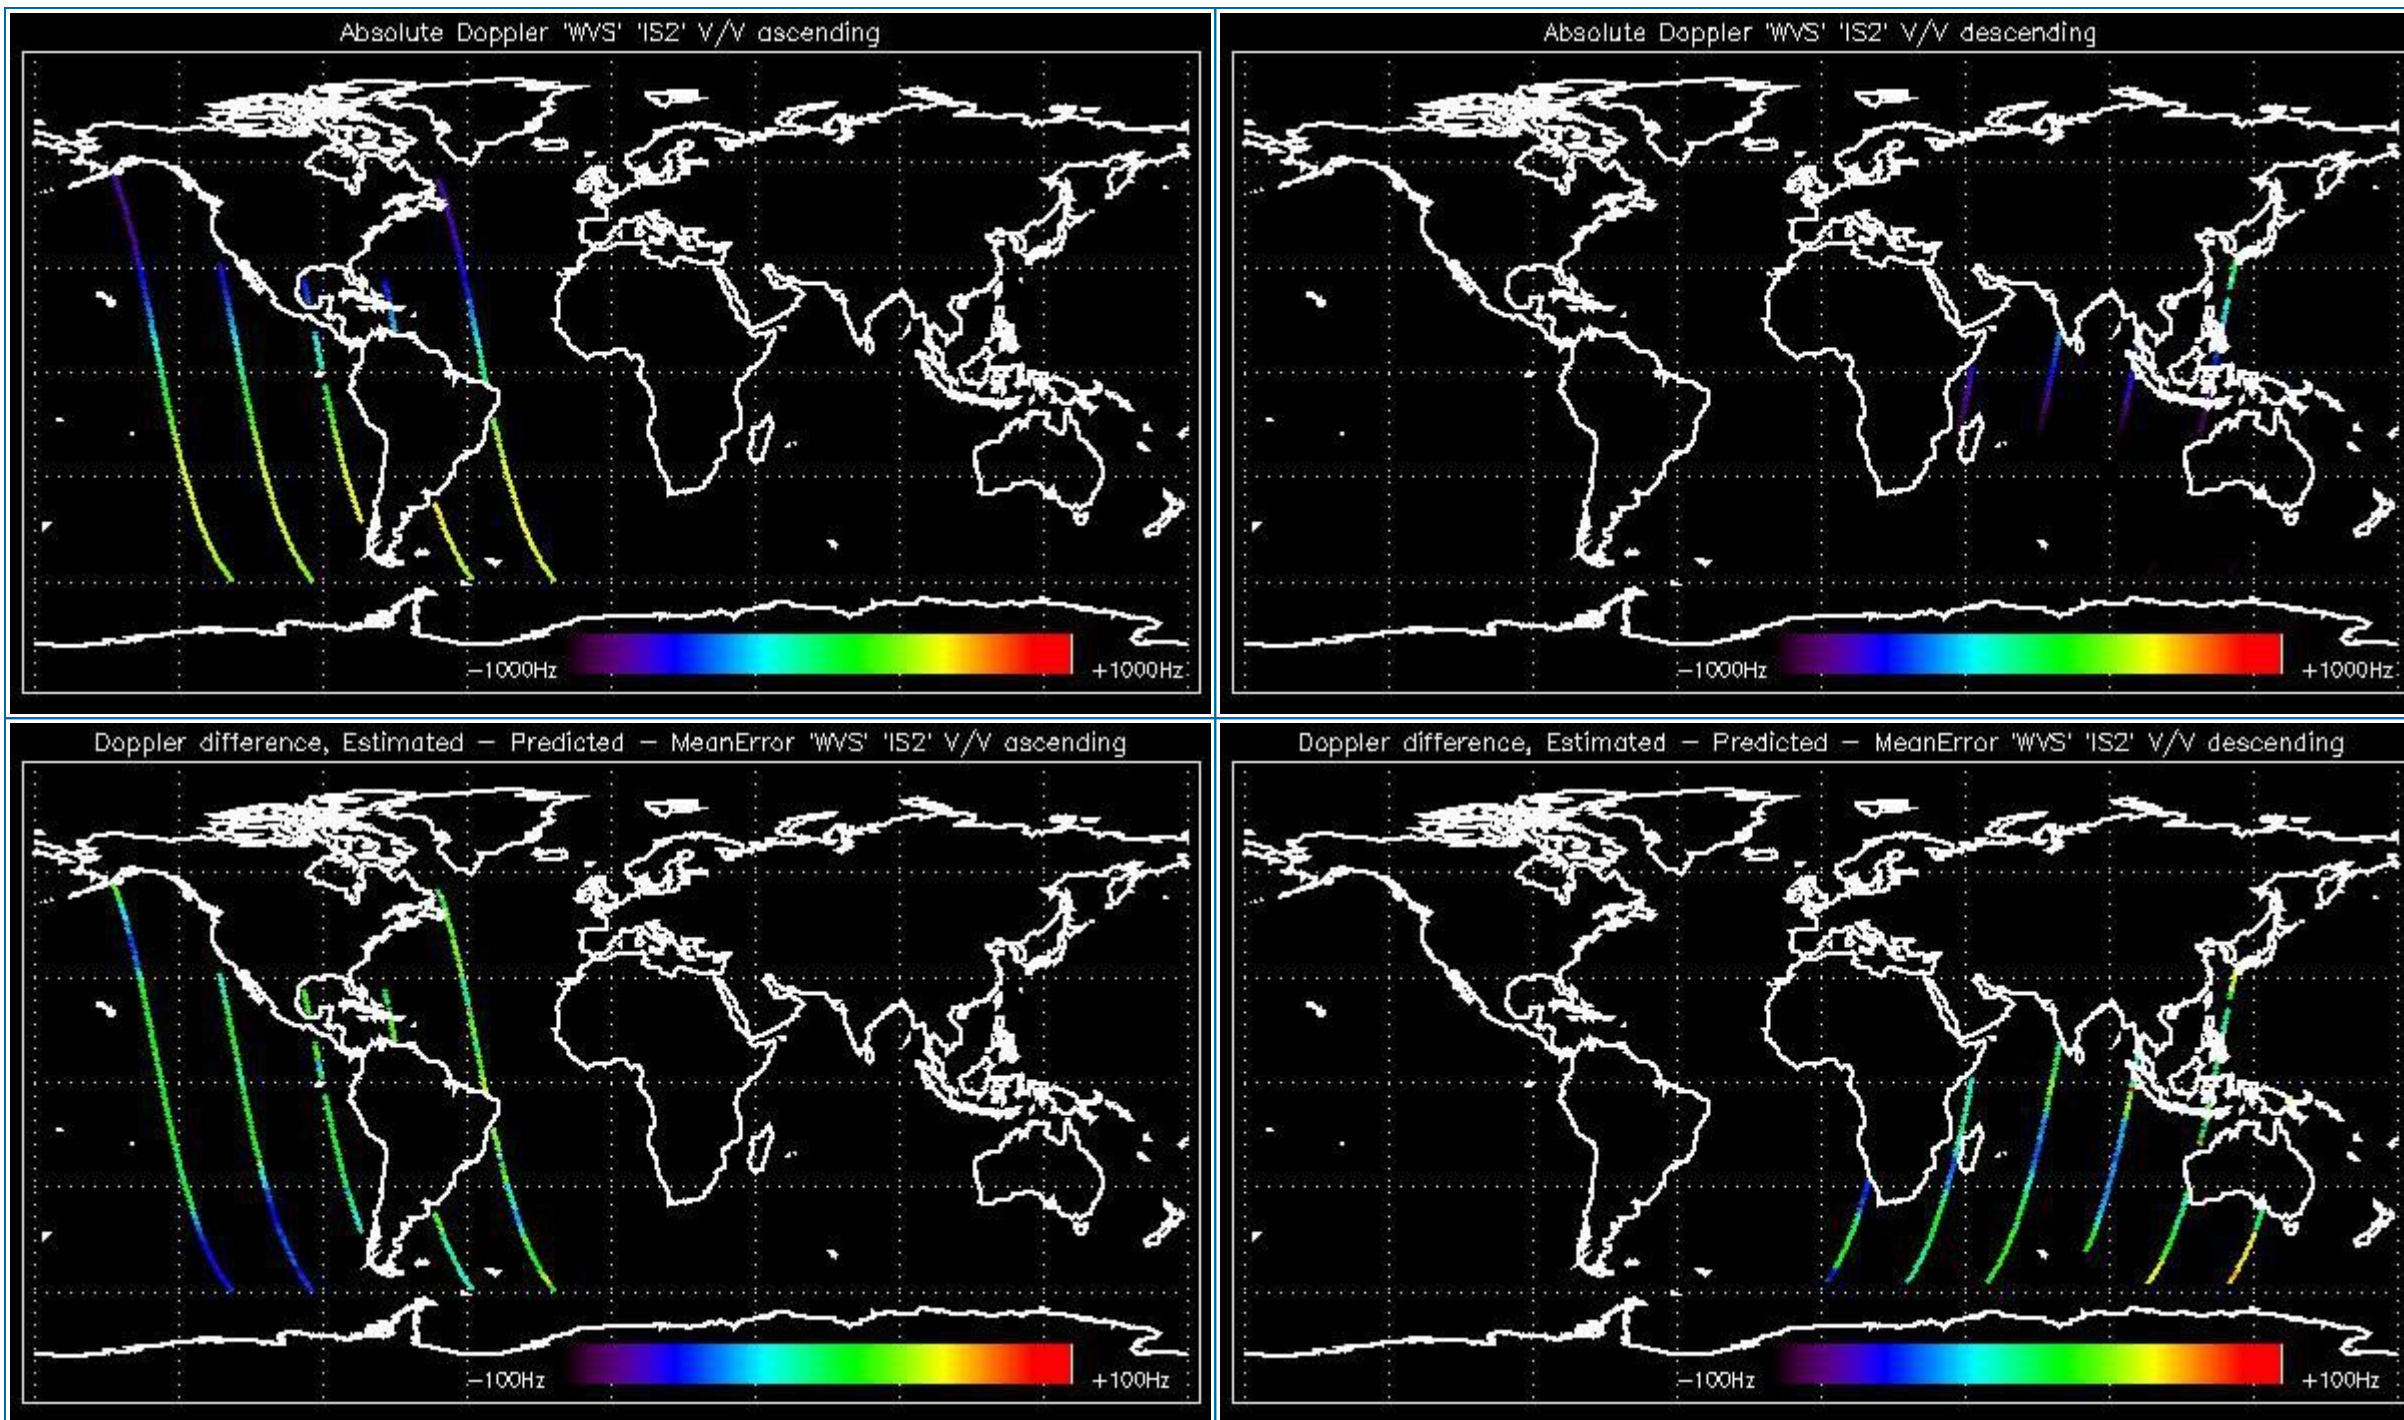 Absolute Doppler 'WVS' 'IS2' V/V ascending
-1000Hz
+1000Hz
Absolute Doppler 'WVS' 'IS2' V/V descending
-1000Hz
+1000Hz
Doppler difference, Estimated - Predicted - MeanError 'WVS' 'IS2' V/V ascending
-100Hz
+100Hz
Doppler difference, Estimated - Predicted - MeanError 'WVS' 'IS2' V/V descending
-100Hz
+100Hz